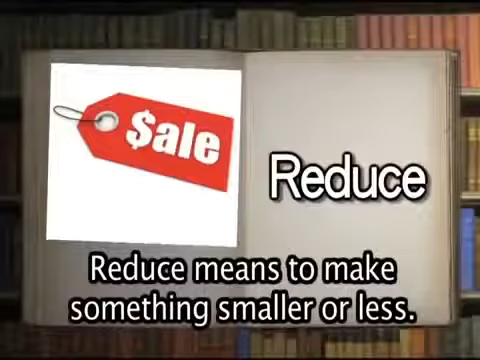 $ale
Reduce
Reduce means to make
something smaller or less.